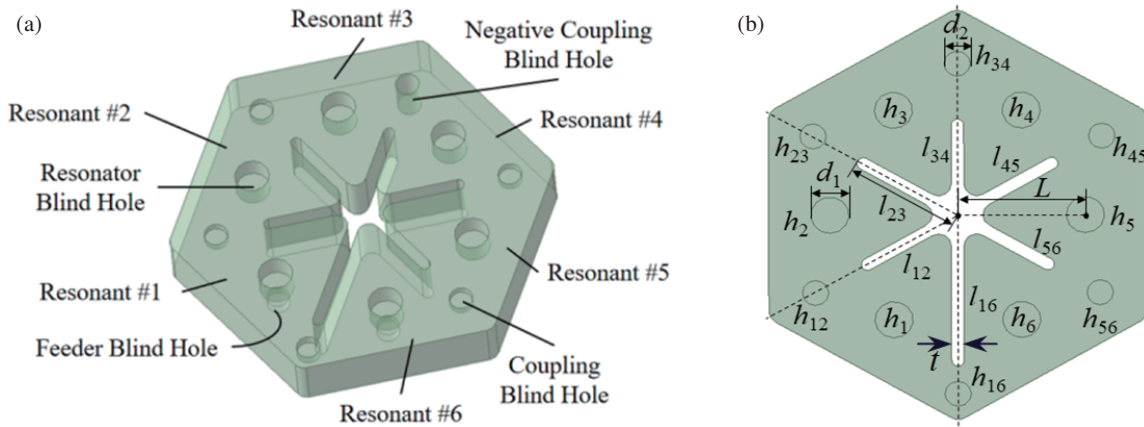 (a)
Resonant #3
Negative Coupling
Blind Hole
Resonant #2
Resonant #4
Resonator
Blind Hole
Resonant #1
Resonant #5
Feeder Blind Hole
Coupling
Blind Hole
Resonant #6
(b)
d₂
h₃₄
h₃
h₄
h₂₃
l₃₄
l₄₅
h₄₅
d₁
l₂₃
L
h₂
h₅
l₁₂
l₅₆
h₁₂
l₁₆
h₁
h₆
h₅₆
t
h₁₆